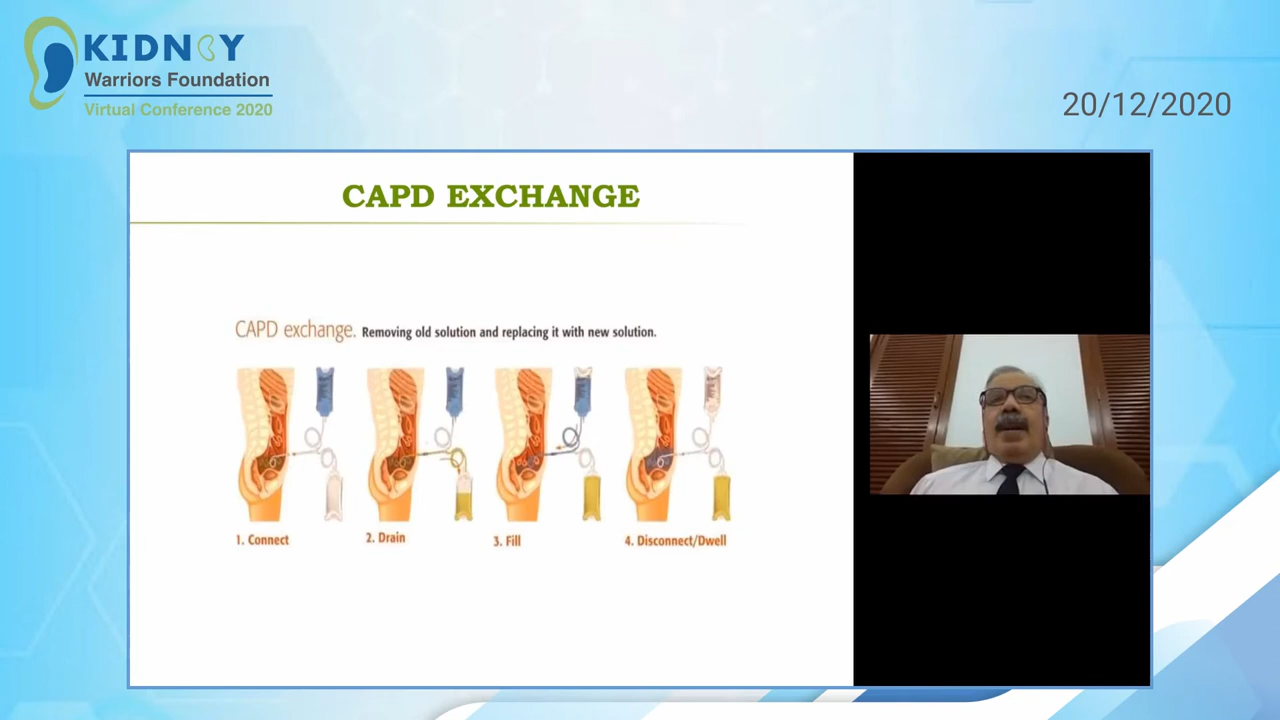 KIDNEY
Warriors Foundation
Virtual Conference 2020
20/12/2020
CAPD EXCHANGE
CAPD exchange. Removing old solution and replacing it with new solution.
1. Connect
2. Drain
3. Fill
4. Disconnect/Dwell